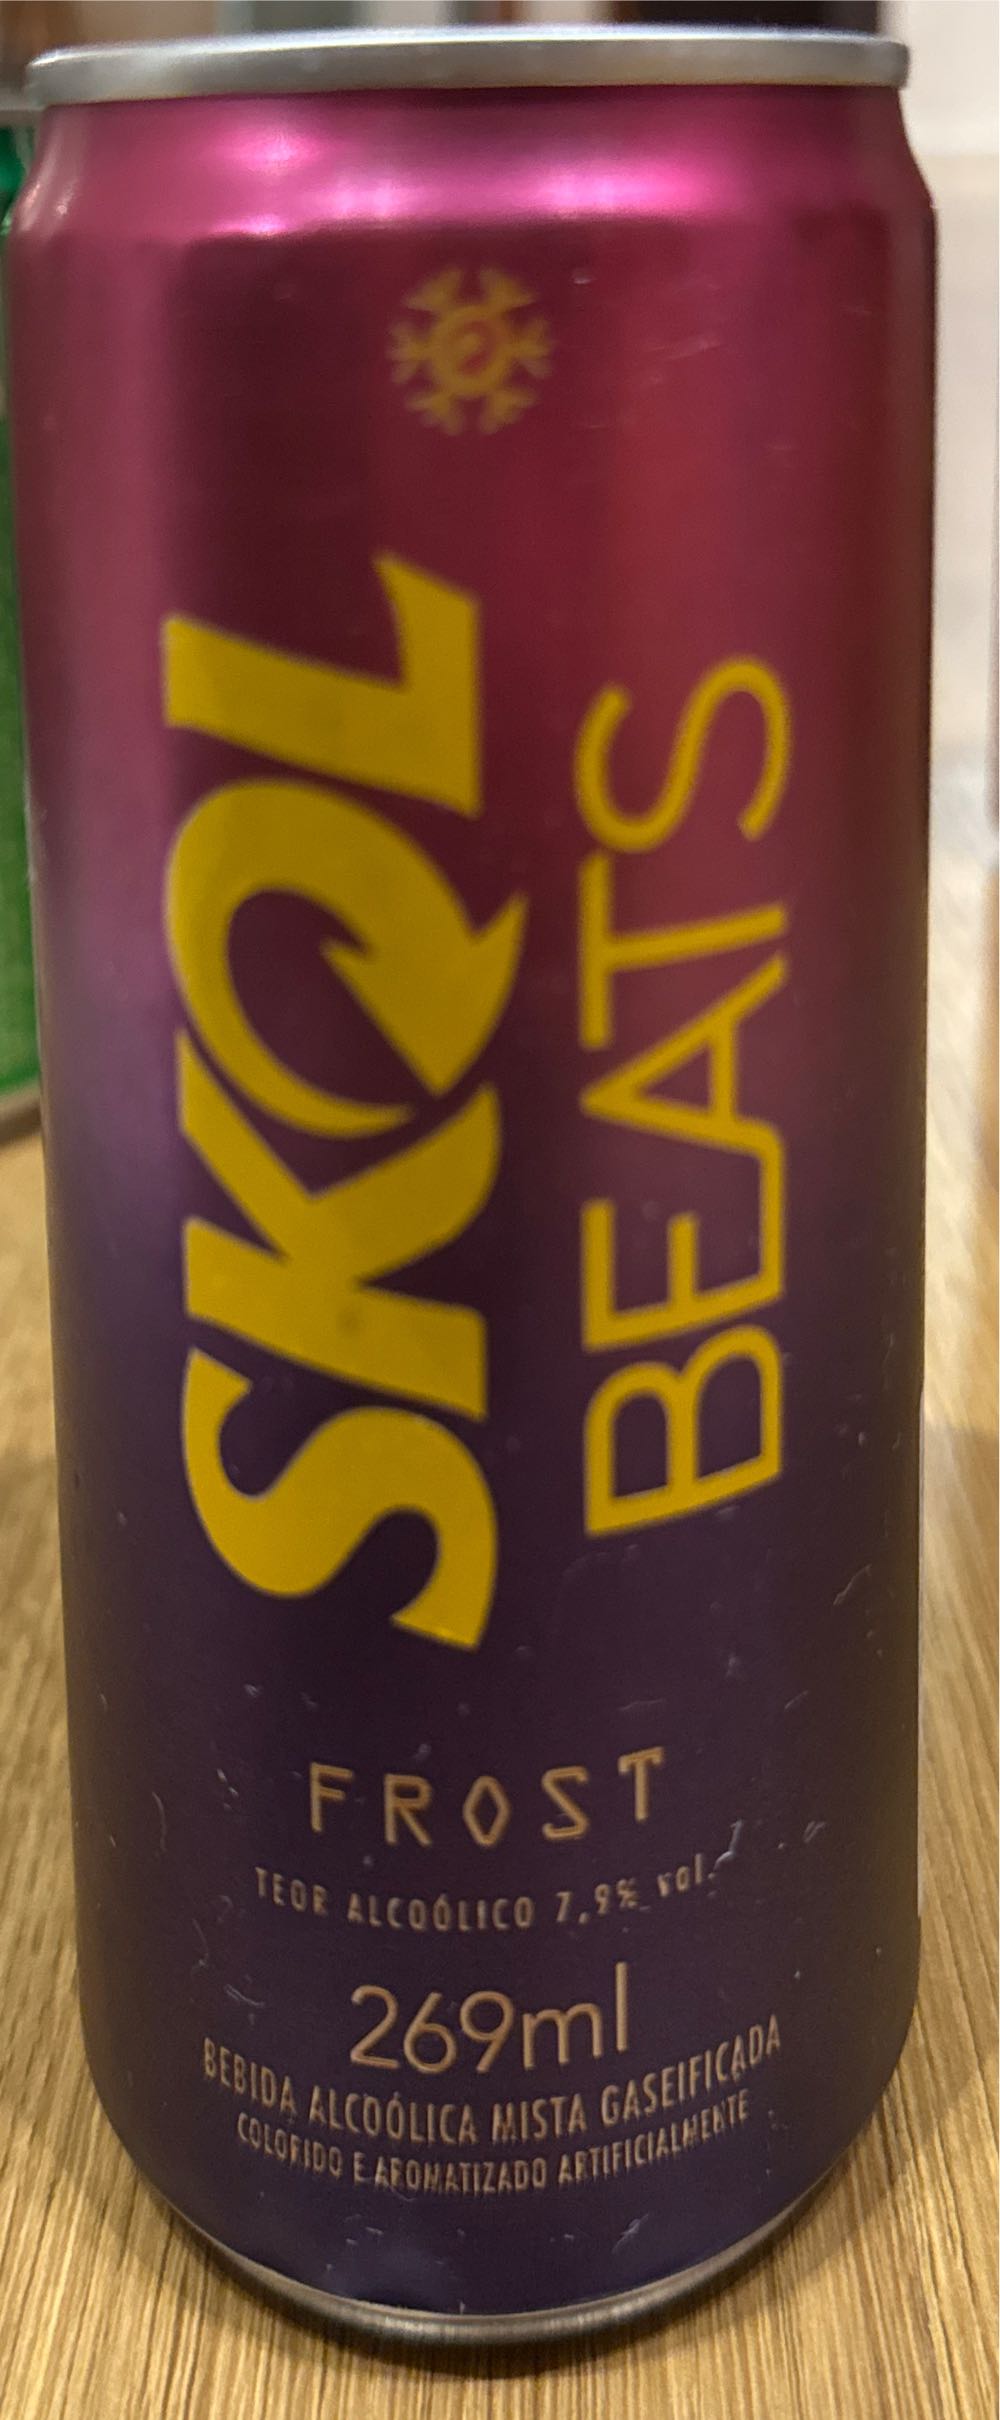 SKOL
BEATS
FROST
TEOR ALCOÓLICO 7,9% vol.
269ml
BEBIDA ALCOÓLICA MISTA GASEIFICADA
COLORIDO E AROMATIZADO ARTIFICIALMENTE